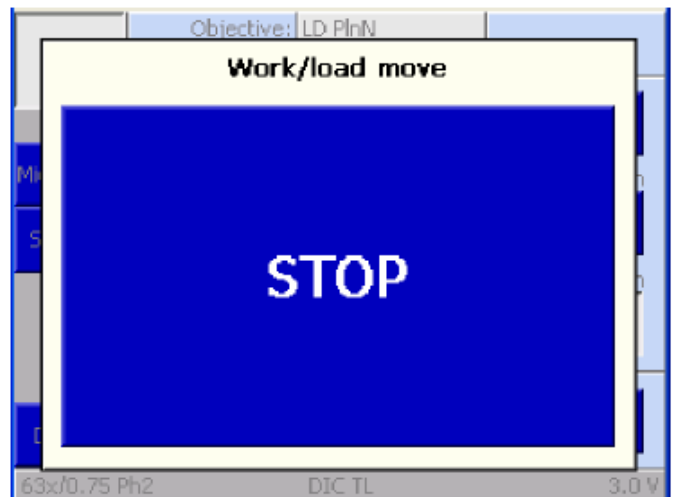 Objective: LD PlnN
Work/load move
STOP
63x/0.75 Ph2 DIC TL 3.0 V